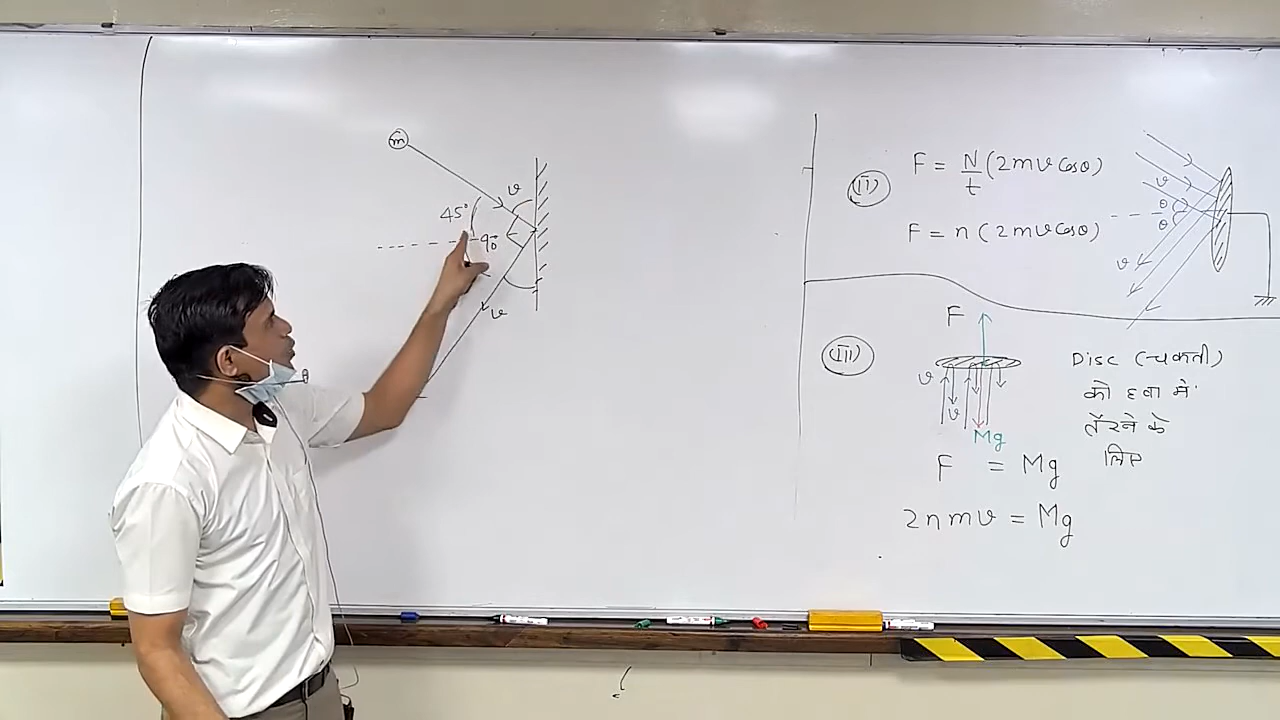 m
v
45°
90°
v
θ
(II)
F = N/t (2mv cosθ)
F = n (2mv cosθ)
v
θ
θ
v
(III)
F
v
v
Mg
Disc (चकती)
को हवा में
तैरने के
लिए
F = Mg
2nmv = Mg